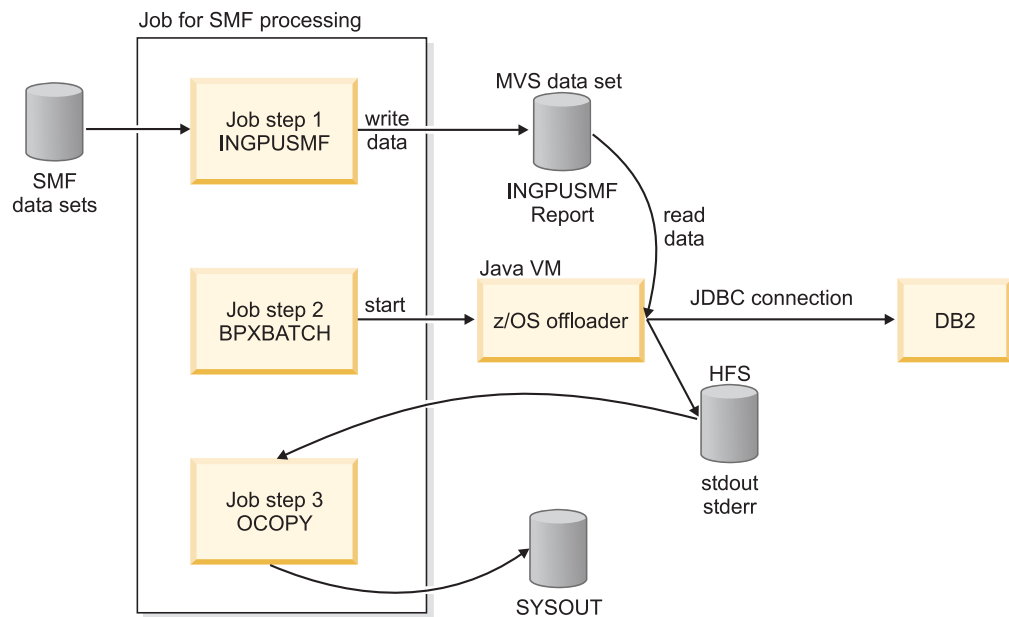 Job for SMF processing
SMF
data sets
Job step 1
INGPUSMF
write
data
MVS data set
INGPUSMF
Report
read
data
Job step 2
BPXBATCH
start
Java VM
z/OS offloader
JDBC connection
DB2
HFS
stdout
stderr
Job step 3
OCOPY
SYSOUT